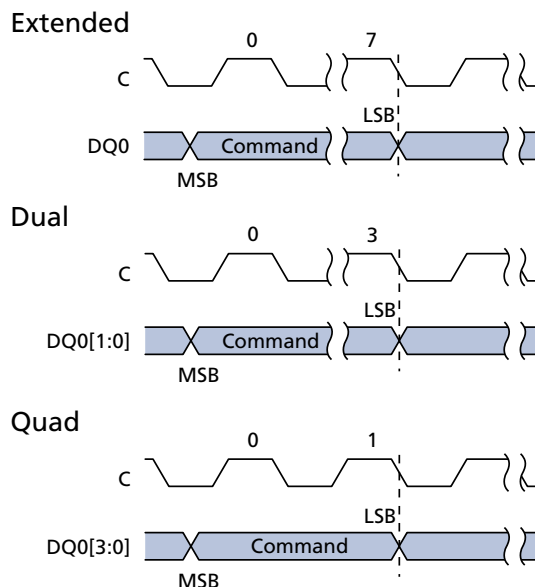 Extended
0 7
C
LSB
DQ0 Command
MSB
Dual
0 3
C
LSB
DQ0[1:0] Command
MSB
Quad
0 1
C
LSB
DQ0[3:0] Command
MSB